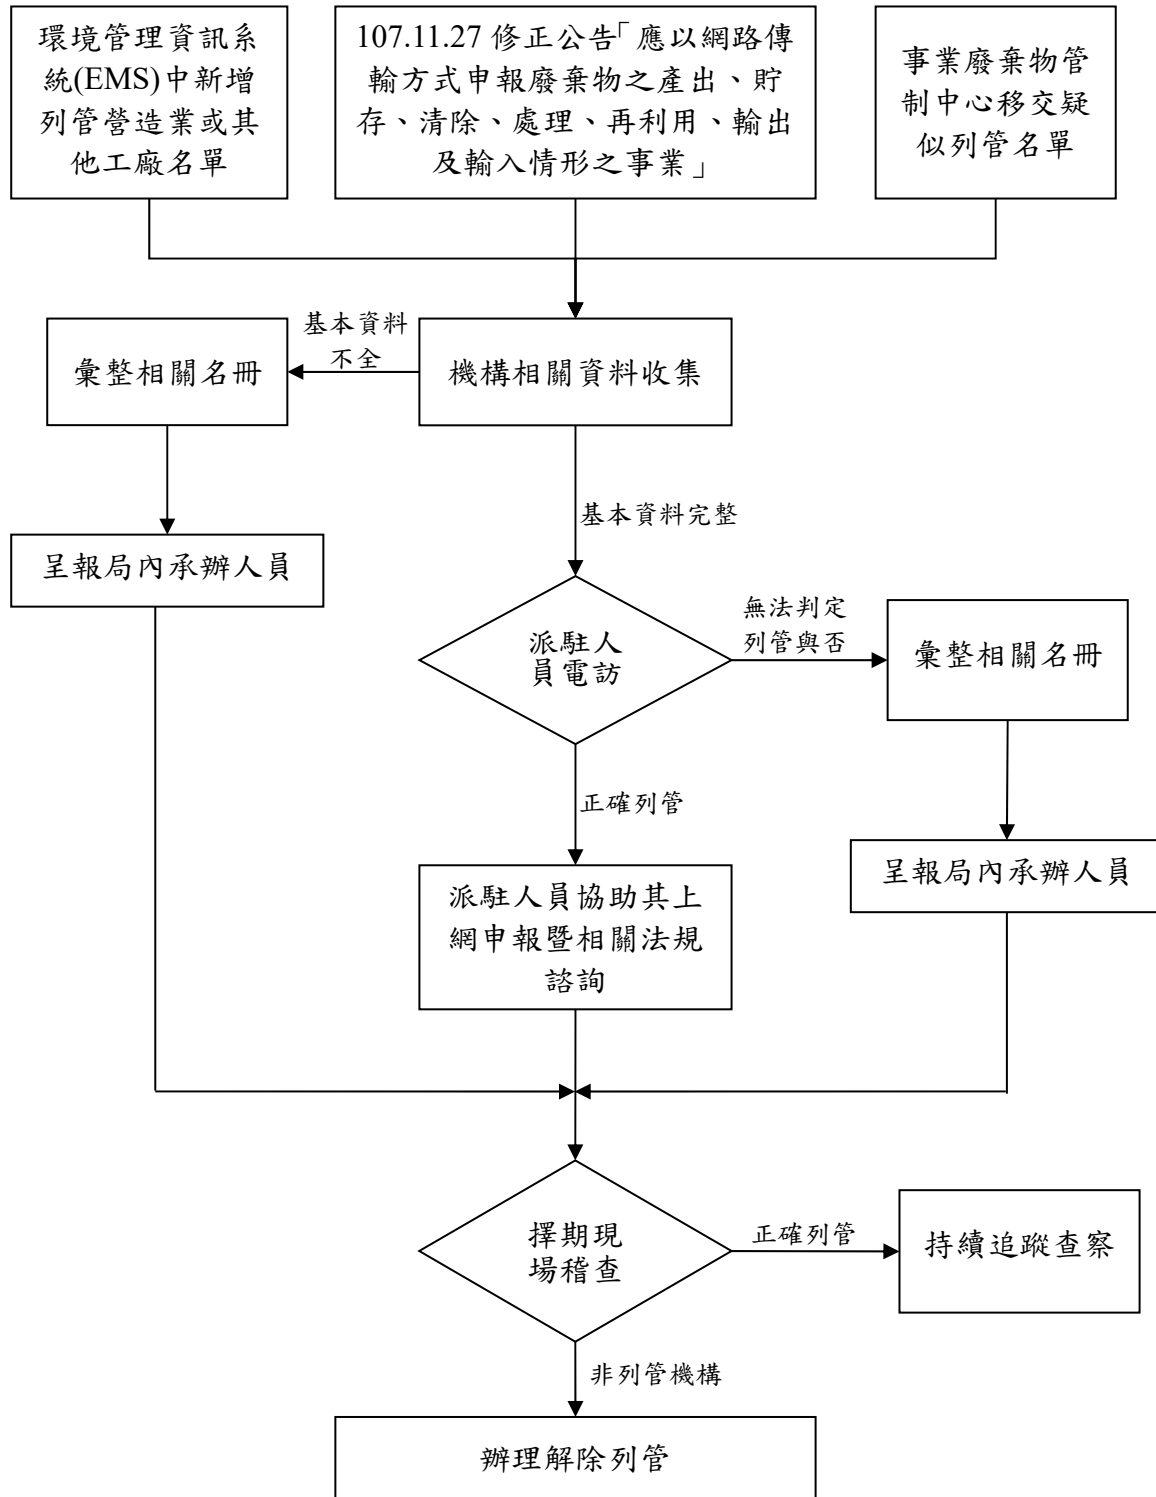 環境管理資訊系
統(EMS)中新增
列管營造業或其
他工廠名單
107.11.27 修正公告「應以網路傳
輸方式申報廢棄物之產出、貯
存、清除、處理、再利用、輸出
及輸入情形之事業」
事業廢棄物管
制中心移交疑
似列管名單
基本資料
不全
彙整相關名冊
機構相關資料收集
基本資料完整
呈報局內承辦人員
派駐人
員電訪
無法判定
列管與否
彙整相關名冊
正確列管
呈報局內承辦人員
派駐人員協助其上
網申報暨相關法規
諮詢
擇期現
場稽查
正確列管
持續追蹤查察
非列管機構
辦理解除列管